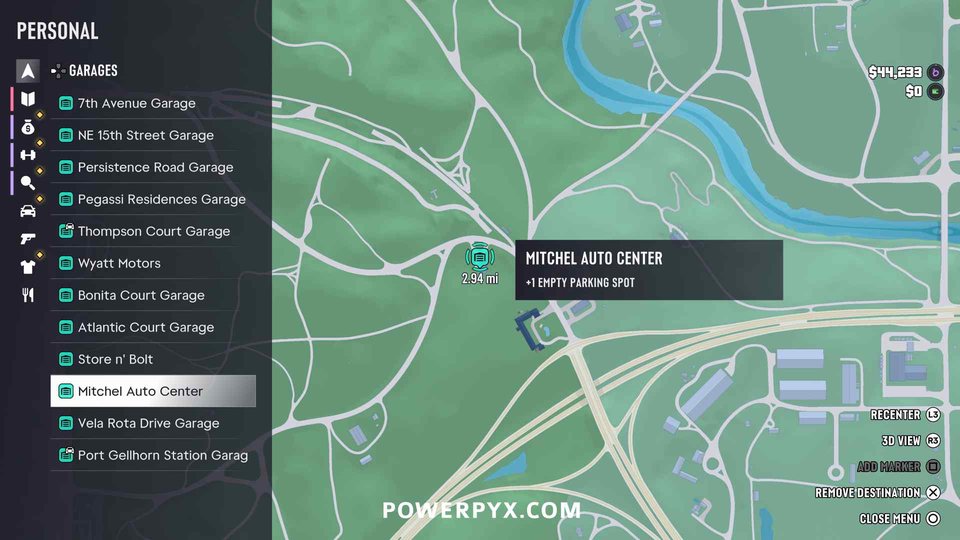 PERSONAL
GARAGES
7th Avenue Garage
NE 15th Street Garage
Persistence Road Garage
Pegassi Residences Garage
Thompson Court Garage
Wyatt Motors
Bonita Court Garage
Atlantic Court Garage
Store n' Bolt
Mitchel Auto Center
Vela Rota Drive Garage
Port Gellhorn Station Garag
$44,233
$0
2.94 mi
MITCHEL AUTO CENTER
+1 EMPTY PARKING SPOT
RECENTER L3
3D VIEW R3
ADD MARKER
REMOVE DESTINATION
CLOSE MENU
POWERPYX.COM